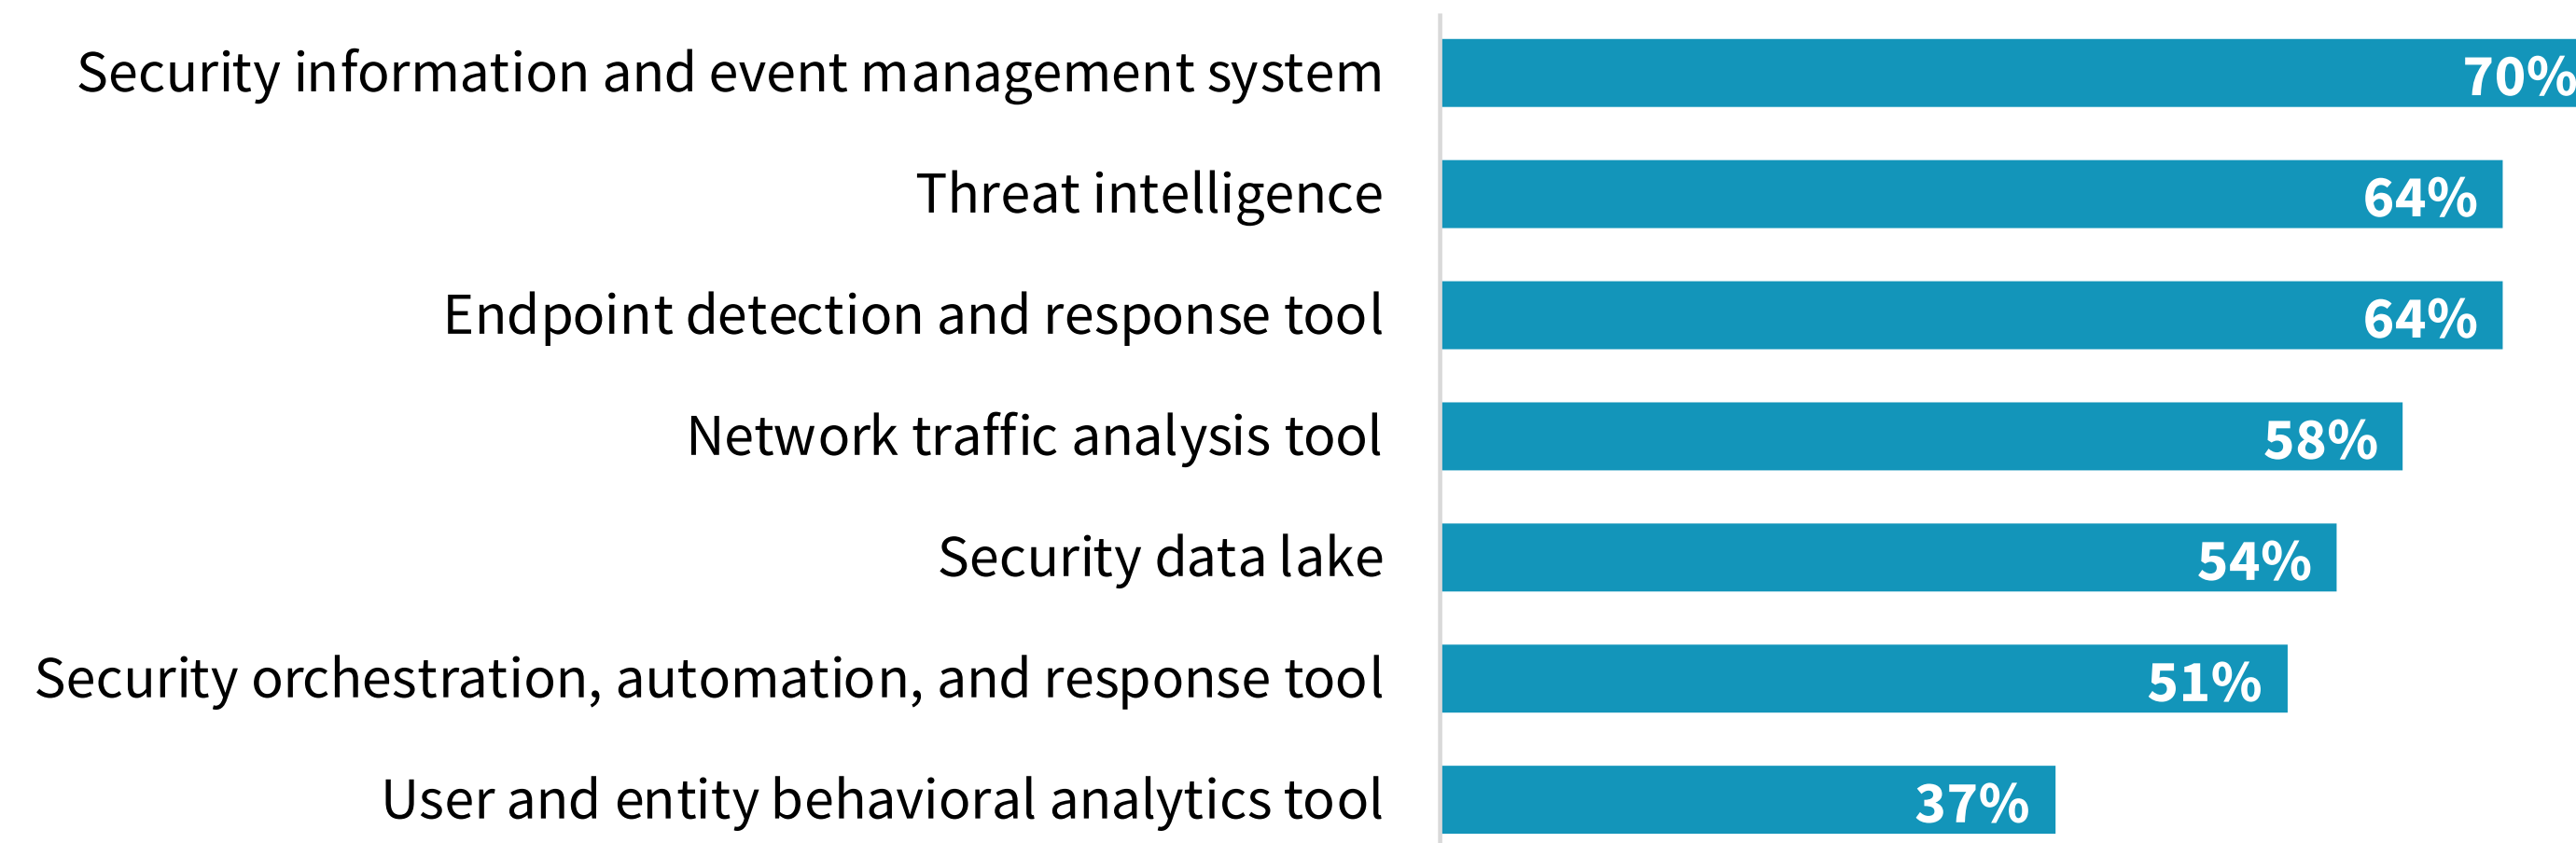 Security information and event management system 70%
Threat intelligence 64%
Endpoint detection and response tool 64%
Network traffic analysis tool 58%
Security data lake 54%
Security orchestration, automation, and response tool 51%
User and entity behavioral analytics tool 37%